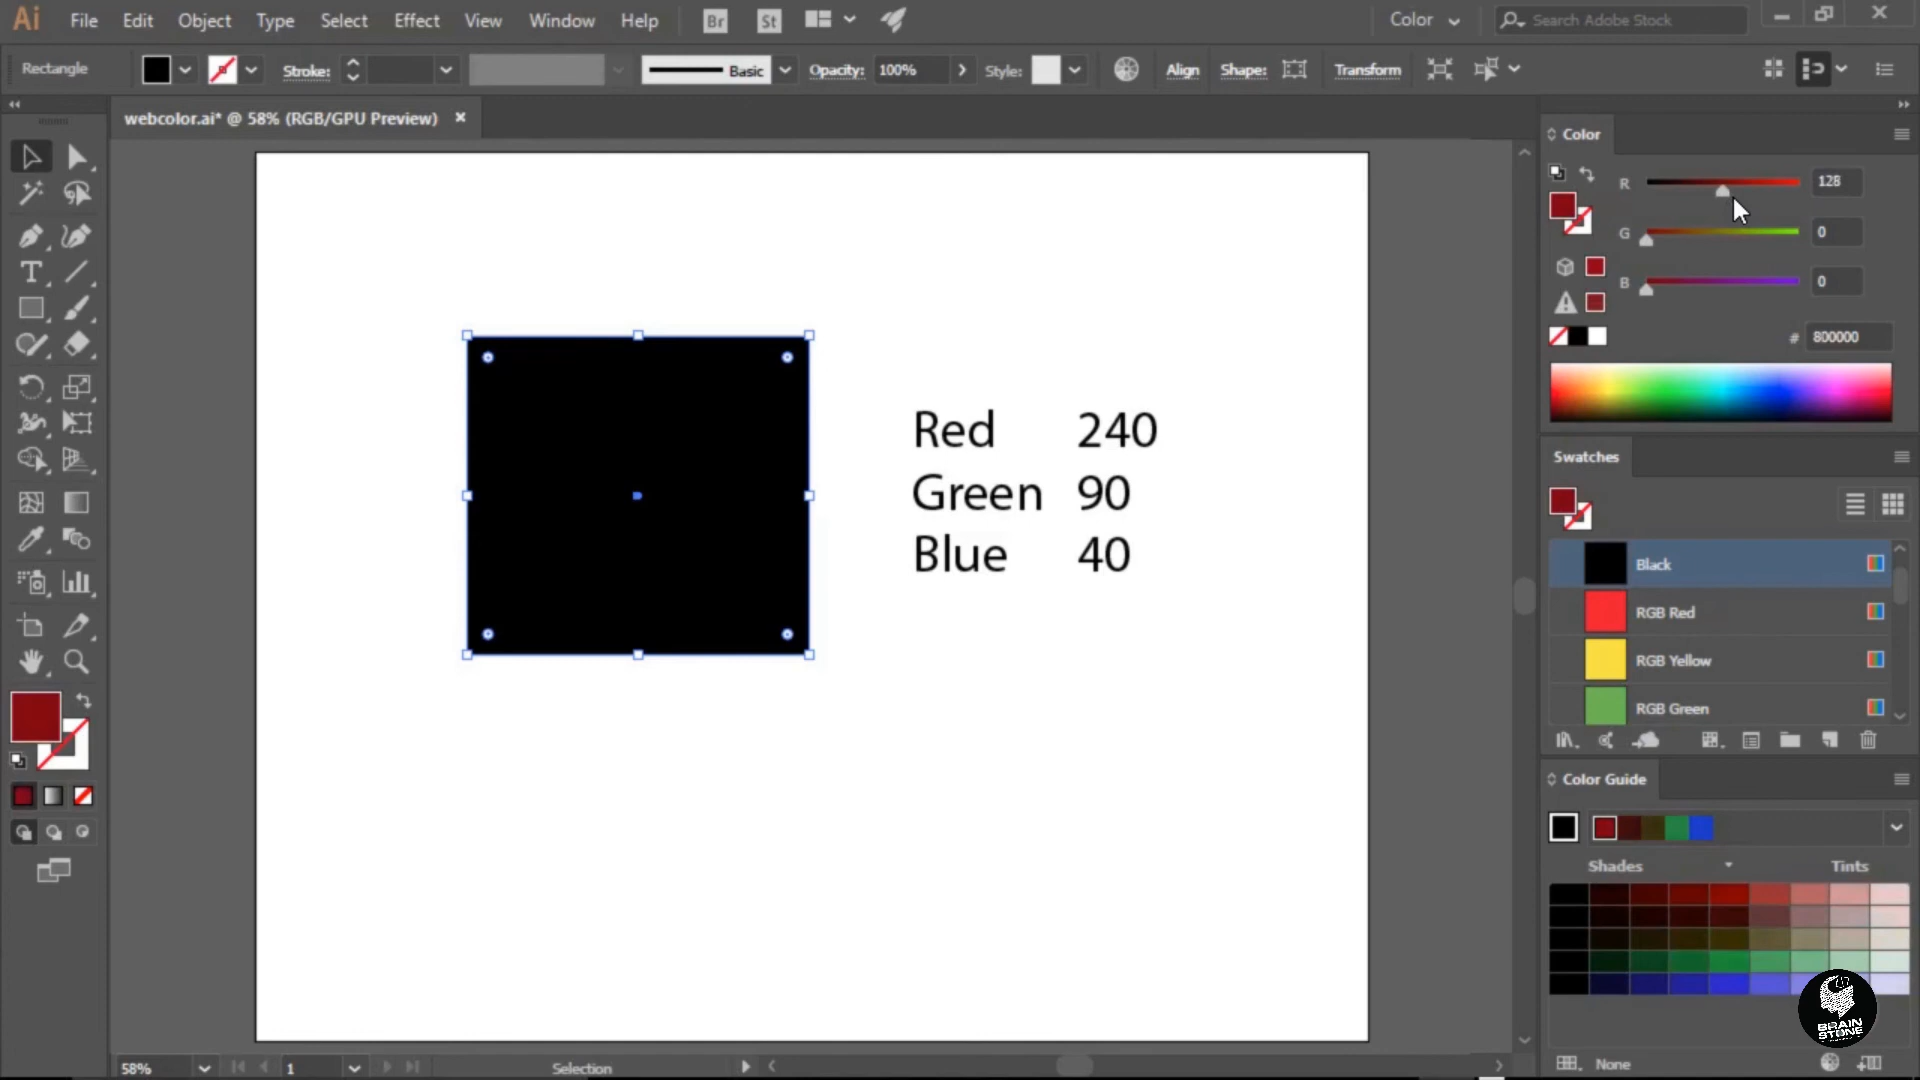 Ai File Edit Object Type Select Effect View Window Help Br St Color Search Adobe Stock
Rectangle Stroke: Basic Opacity: 100% Style: Align Shape: Transform
webcolor.ai* @ 58% (RGB/GPU Preview)
Color
R 128
G 0
B 0
# 800000
Red 240
Green 90
Blue 40
Swatches
Black
RGB Red
RGB Yellow
RGB Green
Color Guide
Shades Tints
None
58% 1 Selection
BRAIN
STONE